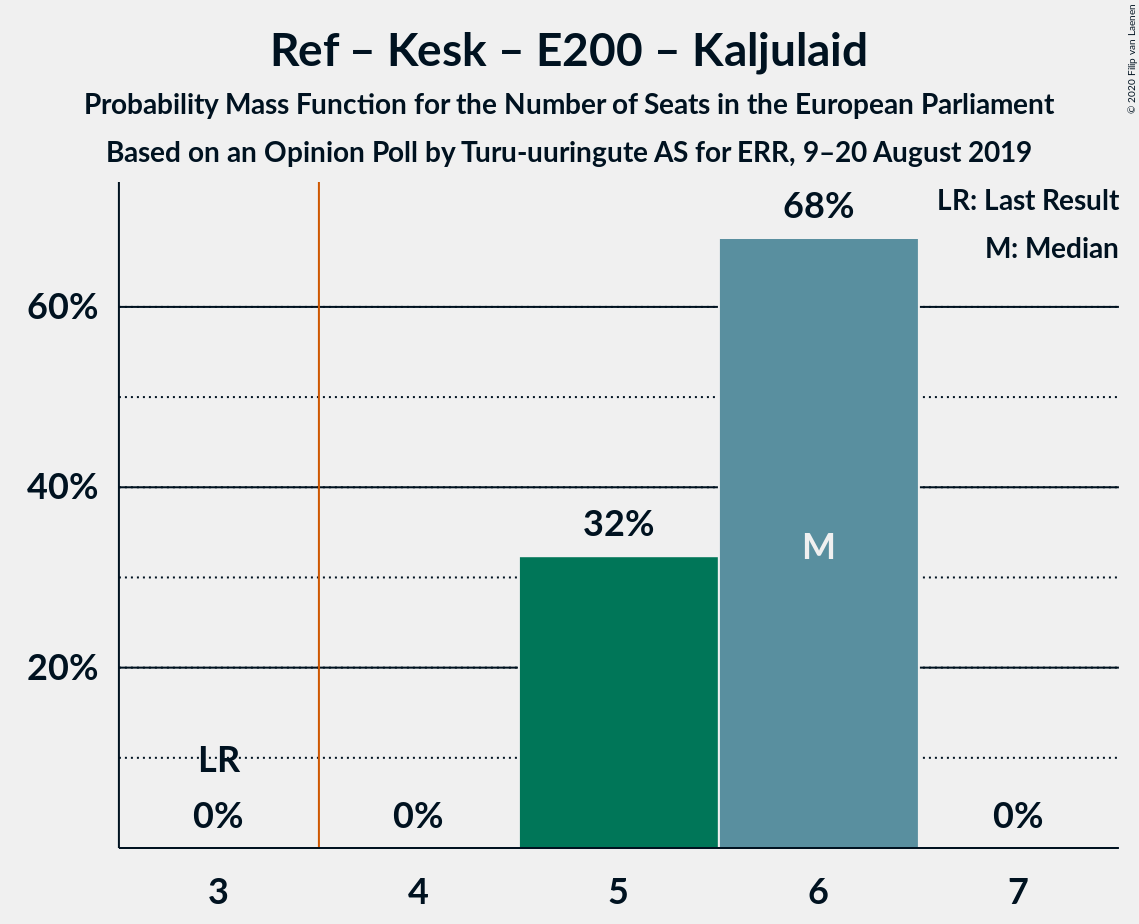 Ref – Kesk – E200 – Kaljulaid
Probability Mass Function for the Number of Seats in the European Parliament
Based on an Opinion Poll by Turu-uuringute AS for ERR, 9–20 August 2019
© 2020 Filip van Laenen
LR: Last Result
M: Median
68%
60%
40%
32%
M
20%
LR
0%
0%
0%
3
4
5
6
7